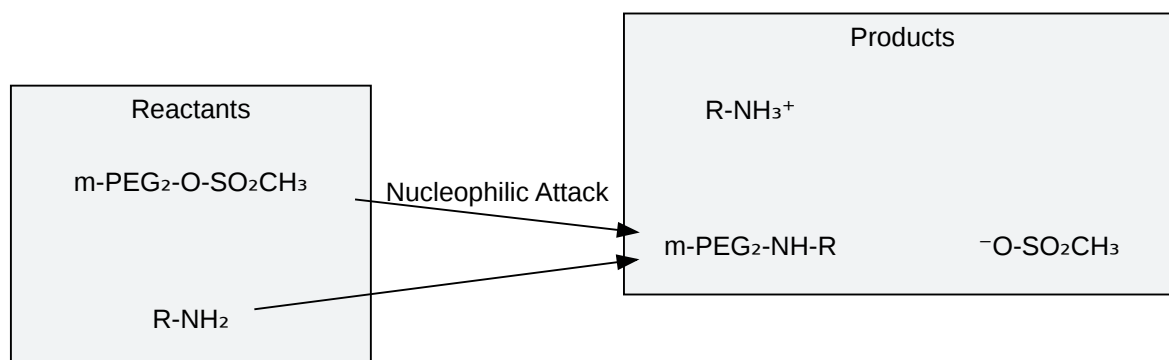 Reactants
m-PEG₂-O-SO₂CH₃
R-NH₂
Nucleophilic Attack
Products
R-NH₃⁺
m-PEG₂-NH-R
⁻O-SO₂CH₃